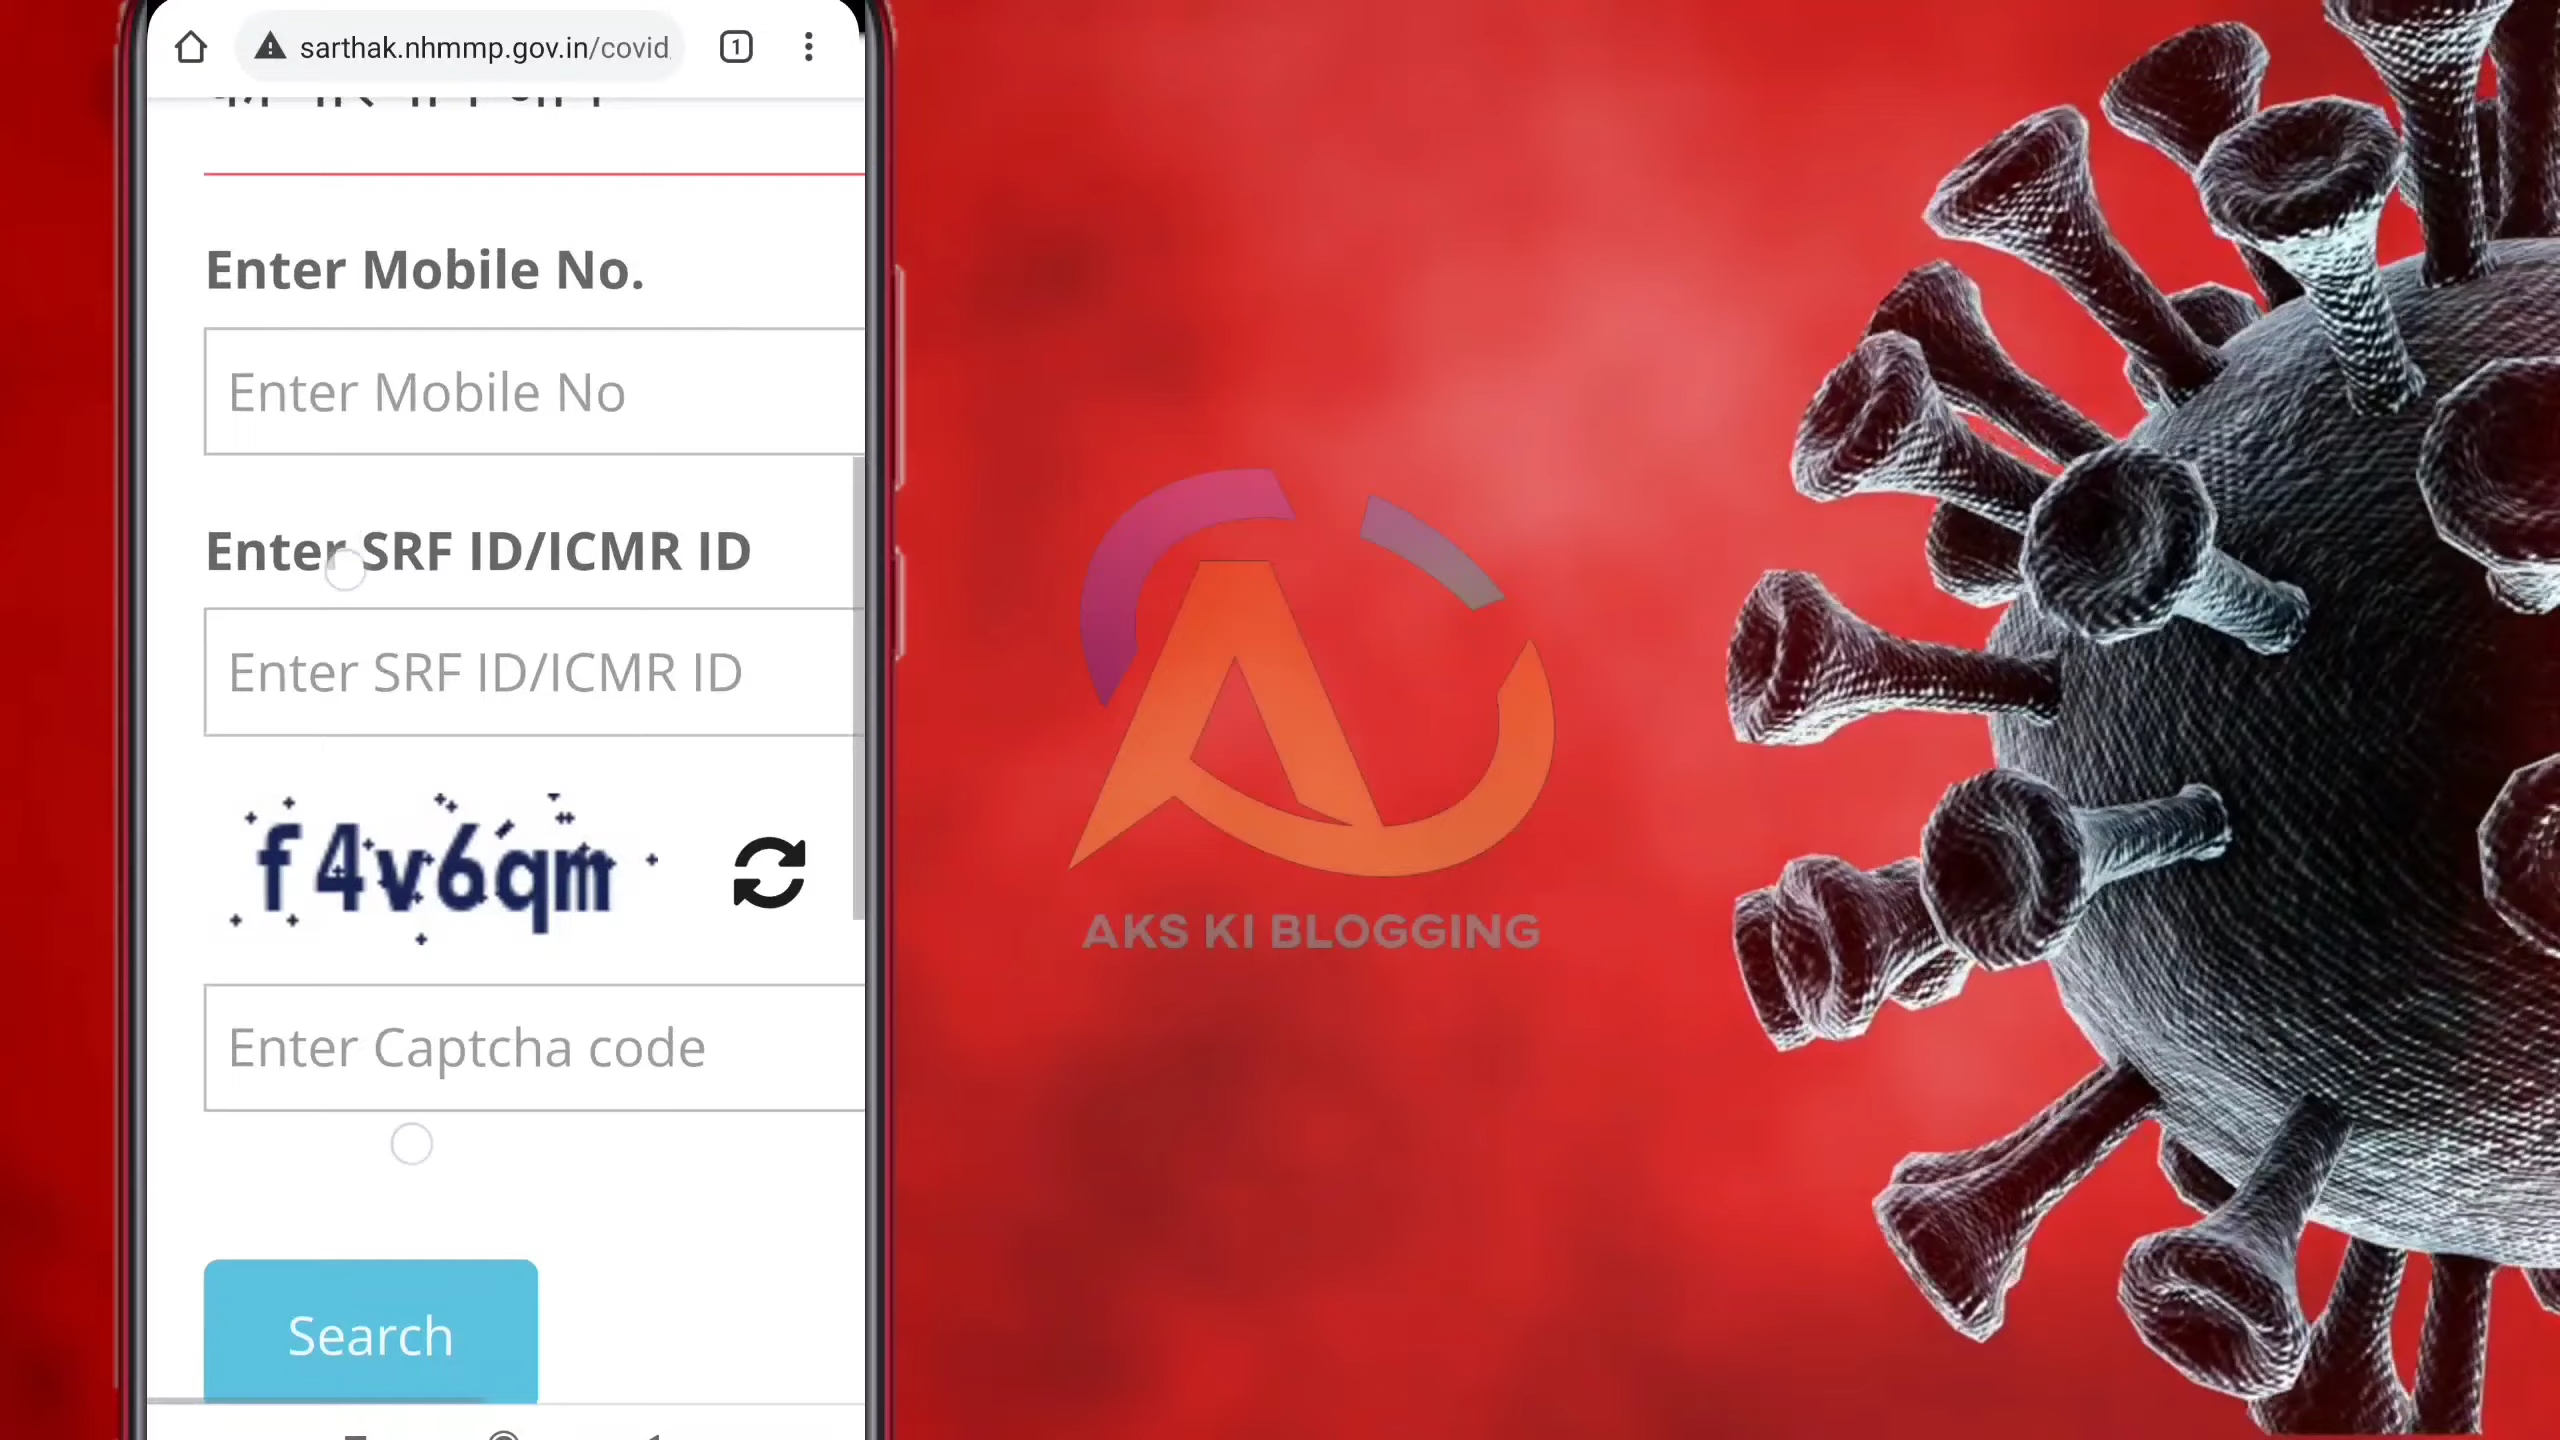 1
sarthak.nhmmp.gov.in/covid
Enter Mobile No.
Enter Mobile No
Enter SRF ID/ICMR ID
Enter SRF ID/ICMR ID
f4v6qm
Enter Captcha code
Search
AKS KI BLOGGING